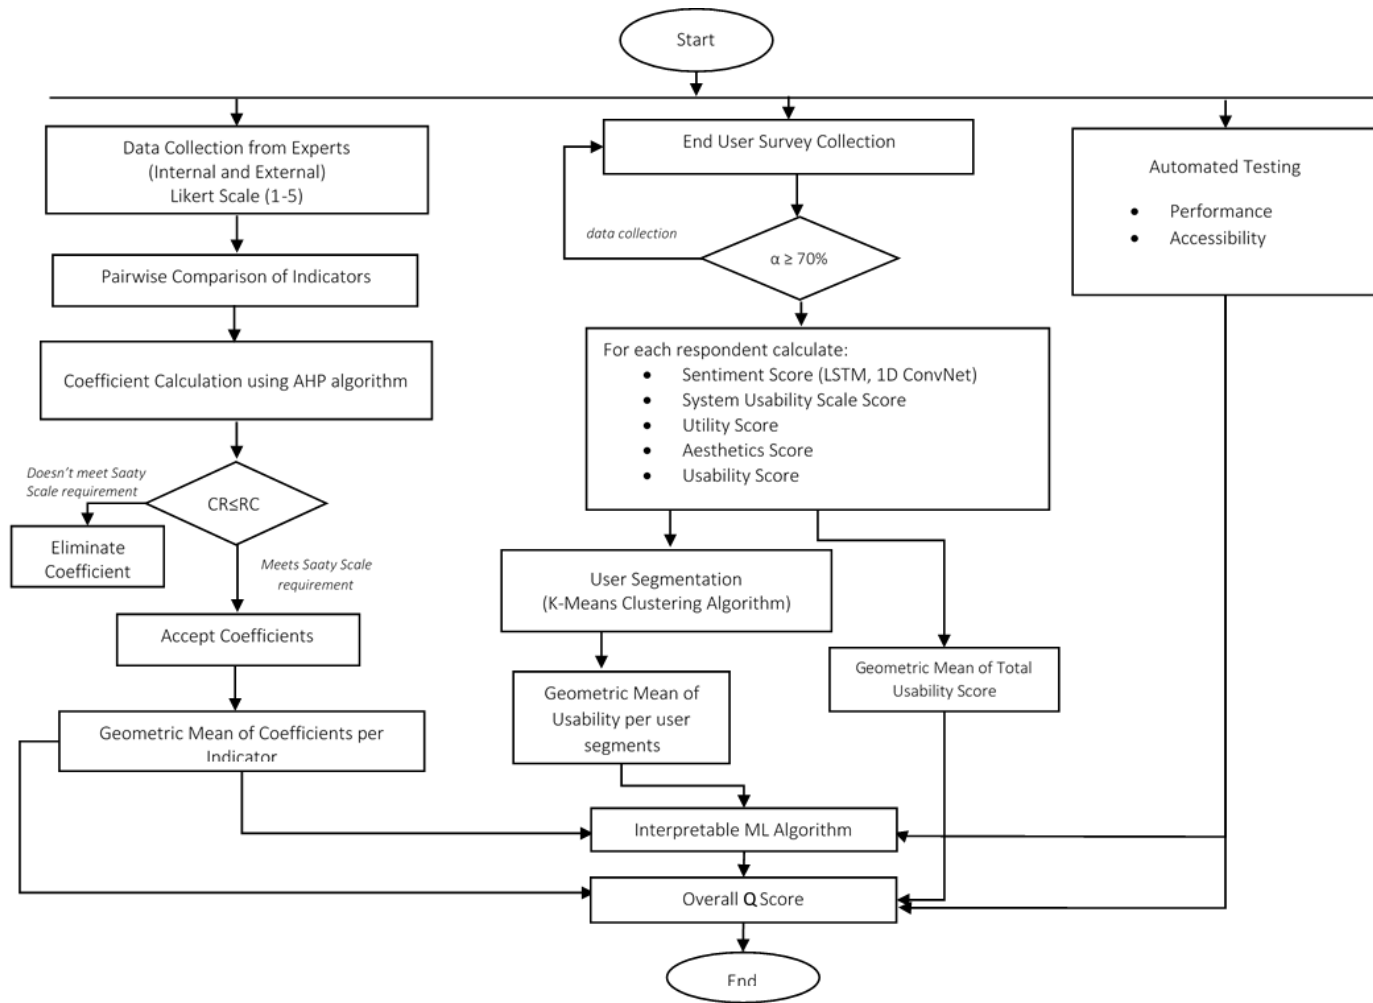 Start
Data Collection from Experts
(Internal and External)
Likert Scale (1-5)
Pairwise Comparison of Indicators
Coefficient Calculation using AHP algorithm
Doesn't meet Saaty
Scale requirement
CR≤RC
Eliminate
Coefficient
Meets Saaty Scale
requirement
Accept Coefficients
Geometric Mean of Coefficients per
Indicator
End User Survey Collection
data collection
α ≥ 70%
For each respondent calculate:
• Sentiment Score (LSTM, 1D ConvNet)
• System Usability Scale Score
• Utility Score
• Aesthetics Score
• Usability Score
User Segmentation
(K-Means Clustering Algorithm)
Geometric Mean of
Usability per user
segments
Geometric Mean of Total
Usability Score
Automated Testing
• Performance
• Accessibility
Interpretable ML Algorithm
Overall Q Score
End